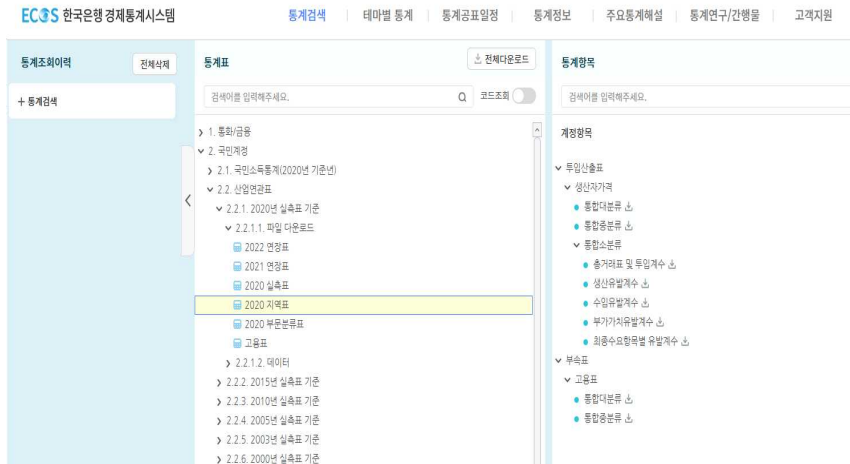 ECOS 한국은행 경제통계시스템
통계검색 | 테마별 통계 | 통계공표일정 | 통계정보 | 주요통계해설 | 통계연구/간행물 | 고객지원
통계조회이력
전체삭제
+ 통계검색
통계표
전체다운로드
검색어를 입력해주세요.
코드조회
1. 통화/금융
2. 국민계정
2.1. 국민소득통계(2020년 기준년)
2.2. 산업연관표
2.2.1. 2020년 실측표 기준
2.2.1.1. 파일 다운로드
2022 연장표
2021 연장표
2020 실측표
2020 지역표
2020 부문분류표
고용표
2.2.1.2. 데이터
2.2.2. 2015년 실측표 기준
2.2.3. 2010년 실측표 기준
2.2.4. 2005년 실측표 기준
2.2.5. 2003년 실측표 기준
2.2.6. 2000년 실측표 기준
통계항목
검색어를 입력해주세요.
계정항목
투입산출표
생산자가격
통합대분류
통합중분류
통합소분류
총거래표 및 투입계수
생산유발계수
수입유발계수
부가가치유발계수
최종수요항목별 유발계수
부속표
고용표
통합대분류
통합중분류